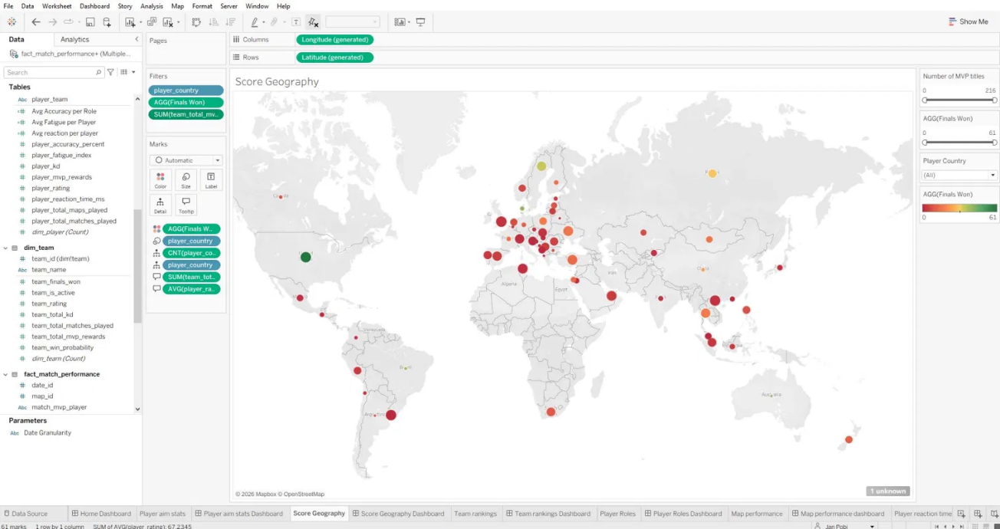 File Data Worksheet Dashboard Story Analysis Map Format Server Window Help
Show Me
Data Analytics
fact_match_performance+ (Multiple...
Search
Tables
Abc player_team
Avg Accuracy per Role
Avg Fatigue per Player
Avg reaction per player
player_accuracy_percent
player_fatigue_index
player_kd
player_mvp_rewards
player_rating
player_reaction_time_ms
player_total_maps_played
player_total_matches_played
dim_player (Count)
dim_team
team_id (dim!team)
Abc team_name
team_finals_won
team_is_active
team_rating
team_total_kd
team_total_matches_played
team_total_mvp_rewards
team_win_probability
dim_team (Count)
fact_match_performance
date_id
map_id
Abc match_mvp_player
Parameters
Abc Date Granularity
Pages
Filters
player_country
AGG(Finals Won)
SUM(team_total_mv..
Marks
Automatic
Color Size Label
Detail Tooltip
AGG(Finals W..
player_country
CNT(player_co..
player_country
SUM(team_tot..
AVG(player_ra..
Columns Longitude (generated)
Rows Latitude (generated)
Score Geography
Algeria
Egypt
Iran
Venezuela
Australia
© 2026 Mapbox © OpenStreetMap
1 unknown
Number of MVP titles
0 216
AGG(Finals Won)
0 61
Player Country
(All)
AGG(Finals Won)
0 61
Data Source Home Dashboard Player aim stats Player aim stats Dashboard Score Geography Score Geography Dashboard Team rankings Team rankings Dashboard Player Roles Player Roles Dashboard Map performance Map performance dashboard Player reaction time
61 marks 1 row by 1 column SUM of AVG(player_rating): 67.2345 Jan Pobi